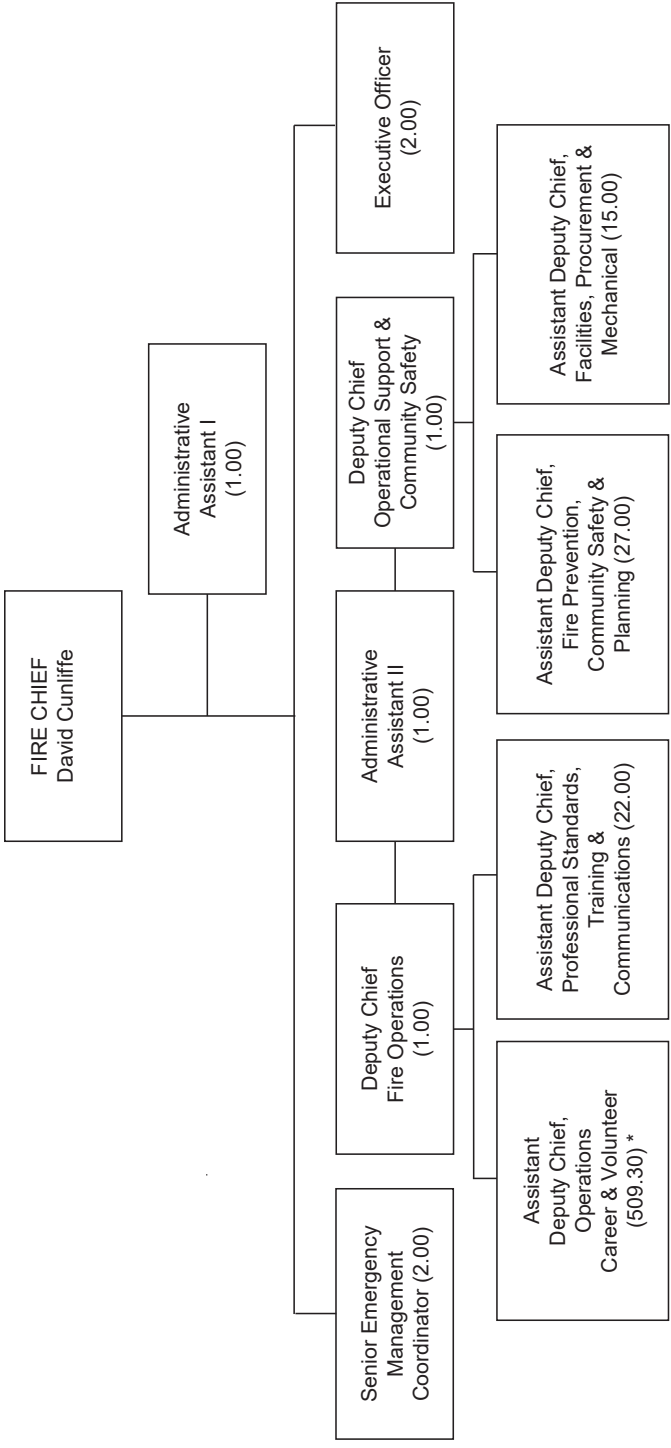 FIRE CHIEF
David Cunliffe
Administrative
Assistant I
(1.00)
Senior Emergency
Management
Coordinator (2.00)
Deputy Chief
Fire Operations
(1.00)
Administrative
Assistant II
(1.00)
Deputy Chief
Operational Support &
Community Safety
(1.00)
Executive Officer
(2.00)
Assistant
Deputy Chief,
Operations
Career & Volunteer
(509.30) *
Assistant Deputy Chief,
Professional Standards,
Training &
Communications (22.00)
Assistant Deputy Chief,
Fire Prevention,
Community Safety &
Planning (27.00)
Assistant Deputy Chief,
Facilities, Procurement &
Mechanical (15.00)